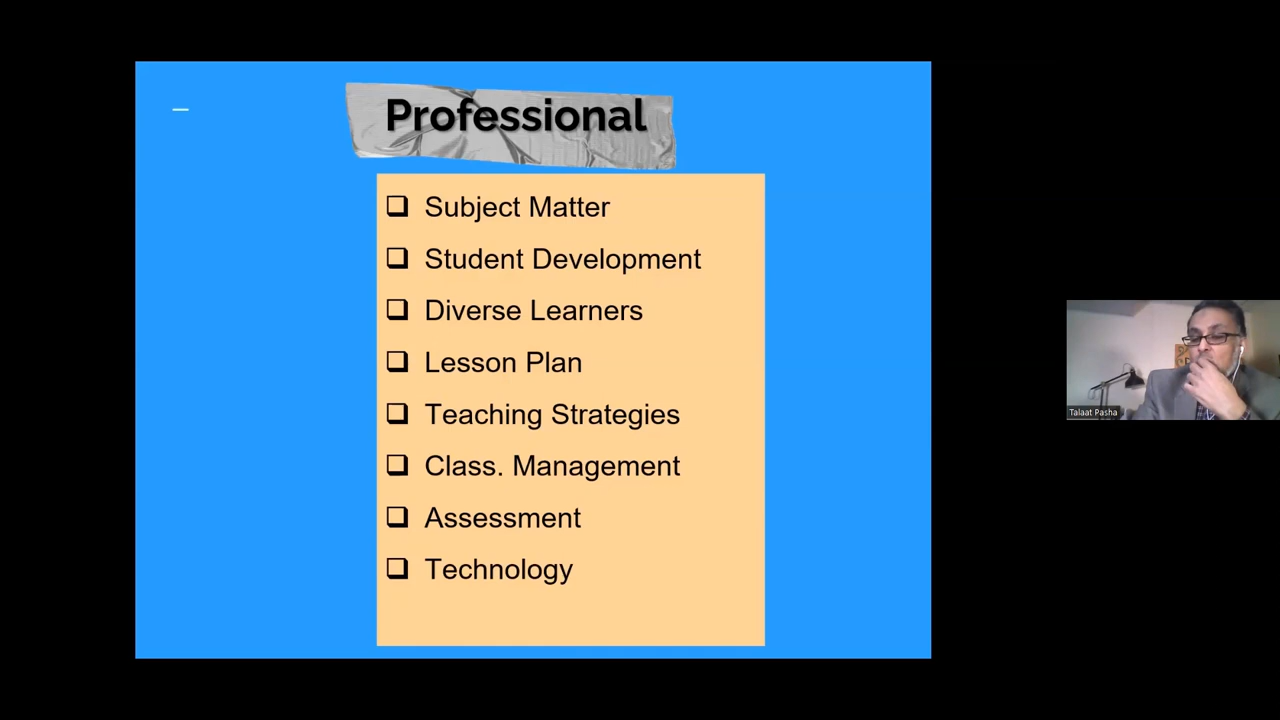 Professional
❑ Subject Matter
❑ Student Development
❑ Diverse Learners
❑ Lesson Plan
❑ Teaching Strategies
❑ Class. Management
❑ Assessment
❑ Technology
Talaat Pasha